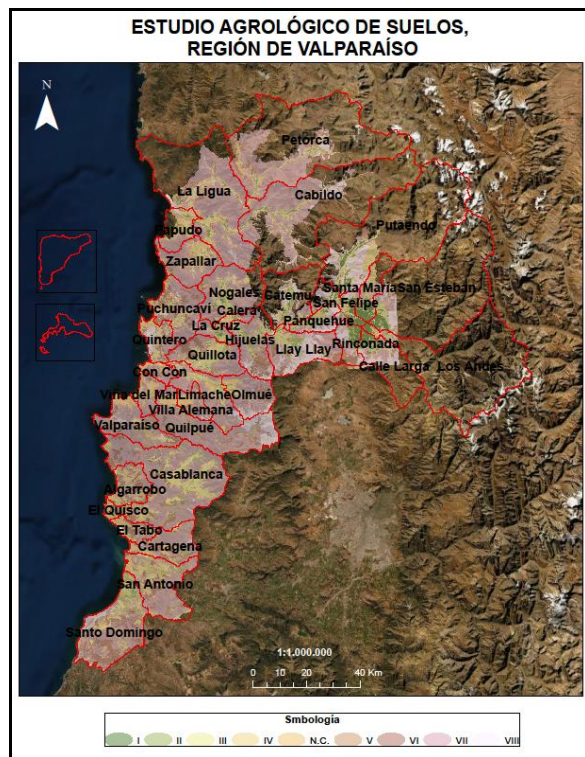 ESTUDIO AGROLÓGICO DE SUELOS,
REGIÓN DE VALPARAÍSO
N
Petorca
La Ligua
Cabildo
Papudo
Putaendo
Zapallar
Nogales
Catemu
Santa María
San Esteban
Puchuncaví
Calera
San Felipe
La Cruz
Panquehue
Quintero
Hijuelas
Rinconada
Quillota
Llay Llay
Calle Larga
Los Andes
Con Cón
Viña del Mar
Limache
Olmué
Villa Alemana
Valparaíso
Quilpué
Casablanca
Algarrobo
El Quisco
El Tabo
Cartagena
San Antonio
Santo Domingo
1:1.000.000
0 10 20 40 Km
Smbología
I II III IV N.C. V VI VII VIII